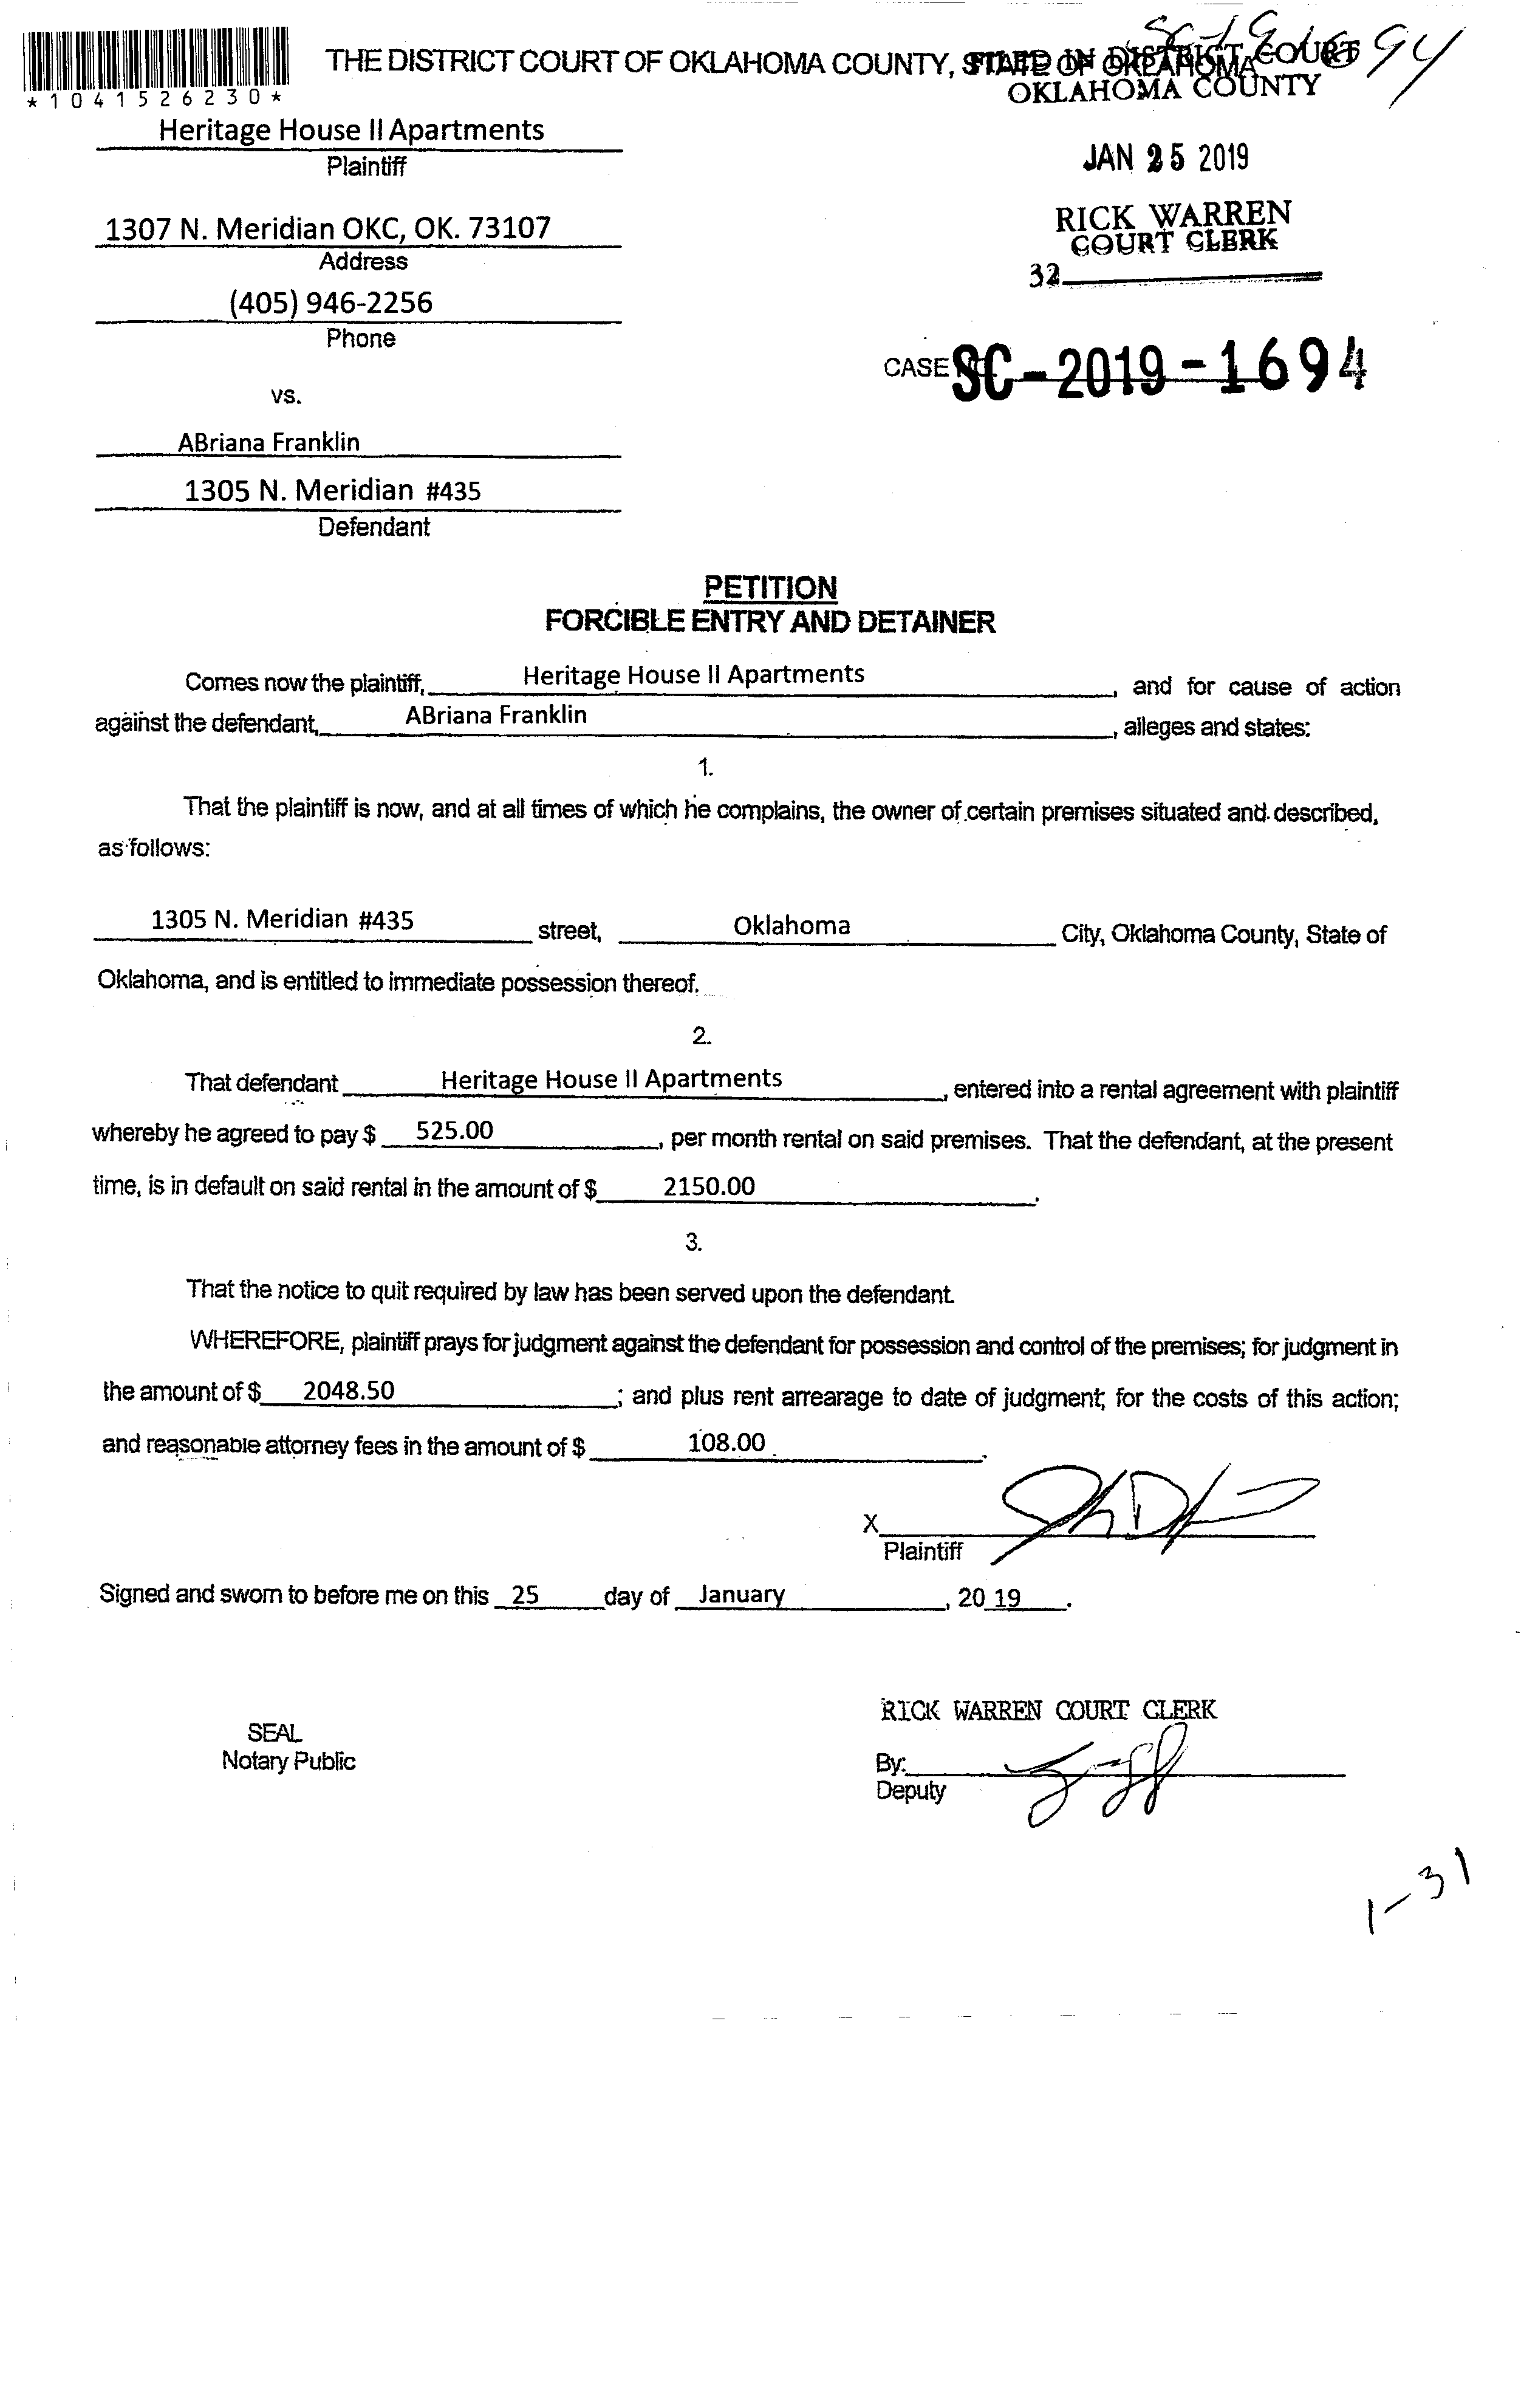 SC-19-1694
THE DISTRICT COURT OF OKLAHOMA COUNTY, STATE OF OKLAHOMA
FILED IN DISTRICT COURT
OKLAHOMA COUNTY
*1041526230*
Heritage House II Apartments
Plaintiff
JAN 25 2019
1307 N. Meridian OKC, OK. 73107
Address
RICK WARREN
COURT CLERK
32
(405) 946-2256
Phone
CASE SC-2019-1694
vs.
ABriana Franklin
1305 N. Meridian #435
Defendant
PETITION
FORCIBLE ENTRY AND DETAINER
Comes now the plaintiff, Heritage House II Apartments, and for cause of action
against the defendant, ABriana Franklin, alleges and states:
1.
That the plaintiff is now, and at all times of which he complains, the owner of certain premises situated and described,
as follows:
1305 N. Meridian #435 street, Oklahoma City, Oklahoma County, State of
Oklahoma, and is entitled to immediate possession thereof.
2.
That defendant Heritage House II Apartments, entered into a rental agreement with plaintiff
whereby he agreed to pay $ 525.00, per month rental on said premises. That the defendant, at the present
time, is in default on said rental in the amount of $ 2150.00.
3.
That the notice to quit required by law has been served upon the defendant.
WHEREFORE, plaintiff prays for judgment against the defendant for possession and control of the premises; for judgment in
the amount of $ 2048.50; and plus rent arrearage to date of judgment; for the costs of this action;
and reasonable attorney fees in the amount of $ 108.00.
X
Plaintiff
Signed and sworn to before me on this 25 day of January, 20 19.
RICK WARREN COURT CLERK
SEAL
Notary Public
By:
Deputy
1-31